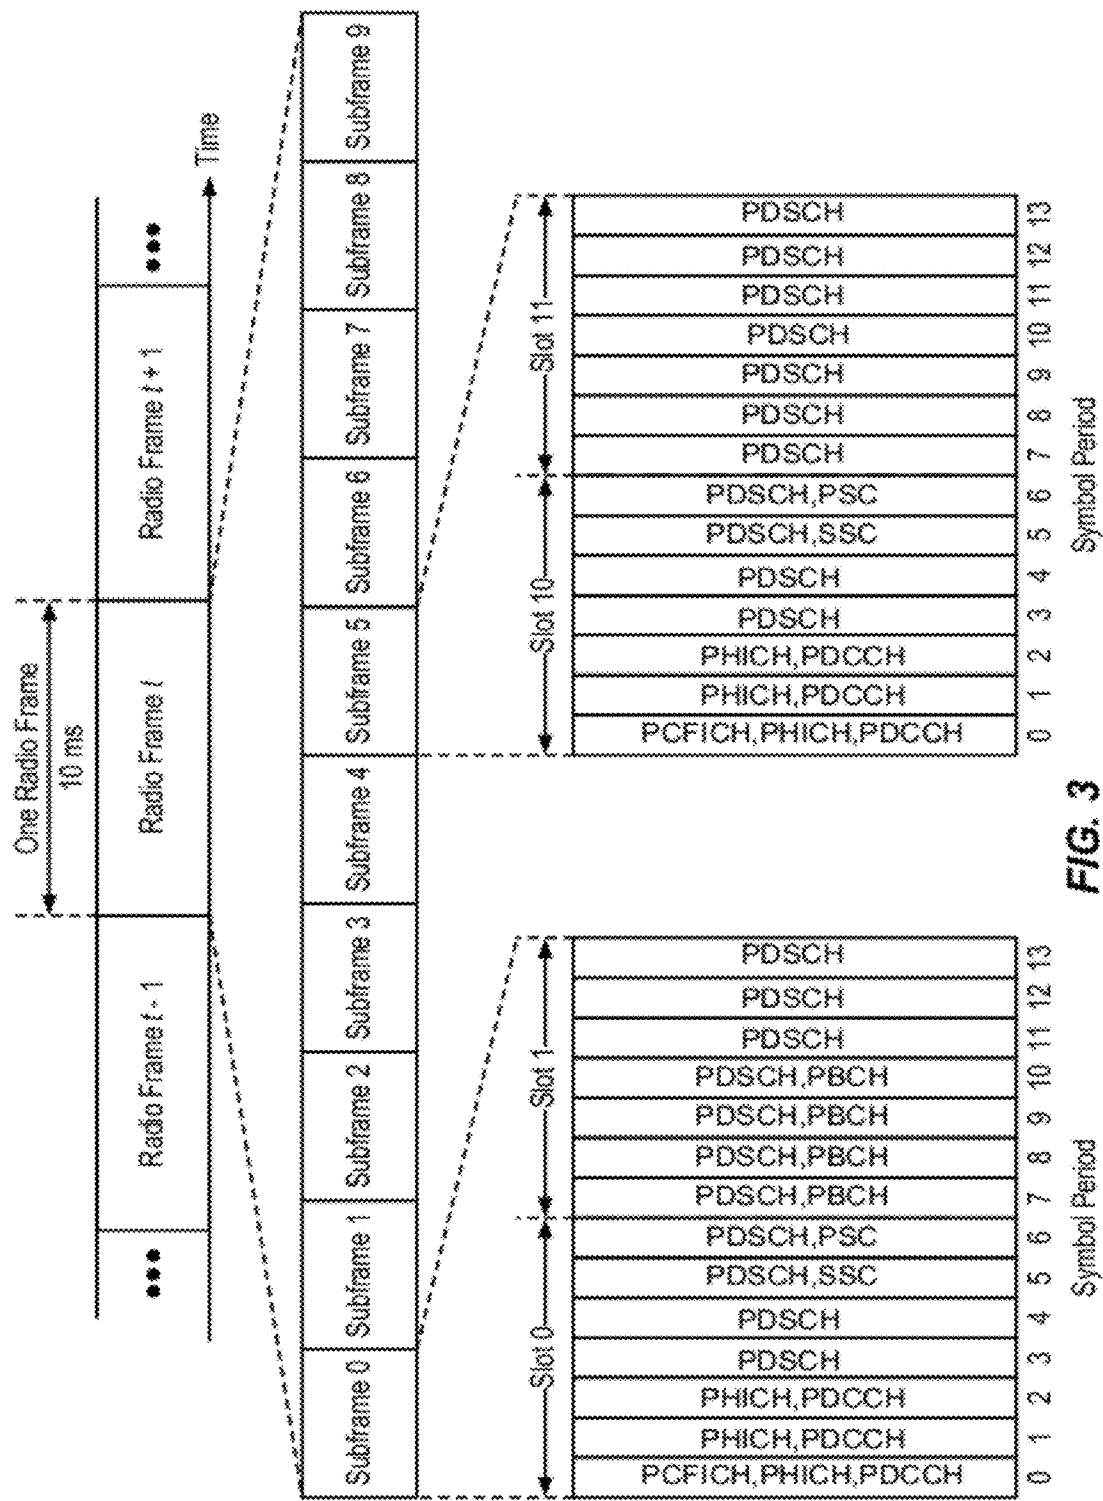 One Radio Frame
10 ms
•••
Radio Frame t - 1
Radio Frame t
Radio Frame t + 1
•••
Time
Subframe 0
Subframe 1
Subframe 2
Subframe 3
Subframe 4
Subframe 5
Subframe 6
Subframe 7
Subframe 8
Subframe 9
Slot 0
Slot 1
PCFICH,PHICH,PDCCH
PHICH,PDCCH
PHICH,PDCCH
PDSCH
PDSCH
PDSCH,SSC
PDSCH,PSC
PDSCH,PBCH
PDSCH,PBCH
PDSCH,PBCH
PDSCH,PBCH
PDSCH
PDSCH
PDSCH
0 1 2 3 4 5 6 7 8 9 10 11 12 13
Symbol Period
Slot 10
Slot 11
PCFICH,PHICH,PDCCH
PHICH,PDCCH
PHICH,PDCCH
PDSCH
PDSCH
PDSCH,SSC
PDSCH,PSC
PDSCH
PDSCH
PDSCH
PDSCH
PDSCH
PDSCH
PDSCH
0 1 2 3 4 5 6 7 8 9 10 11 12 13
Symbol Period
FIG. 3